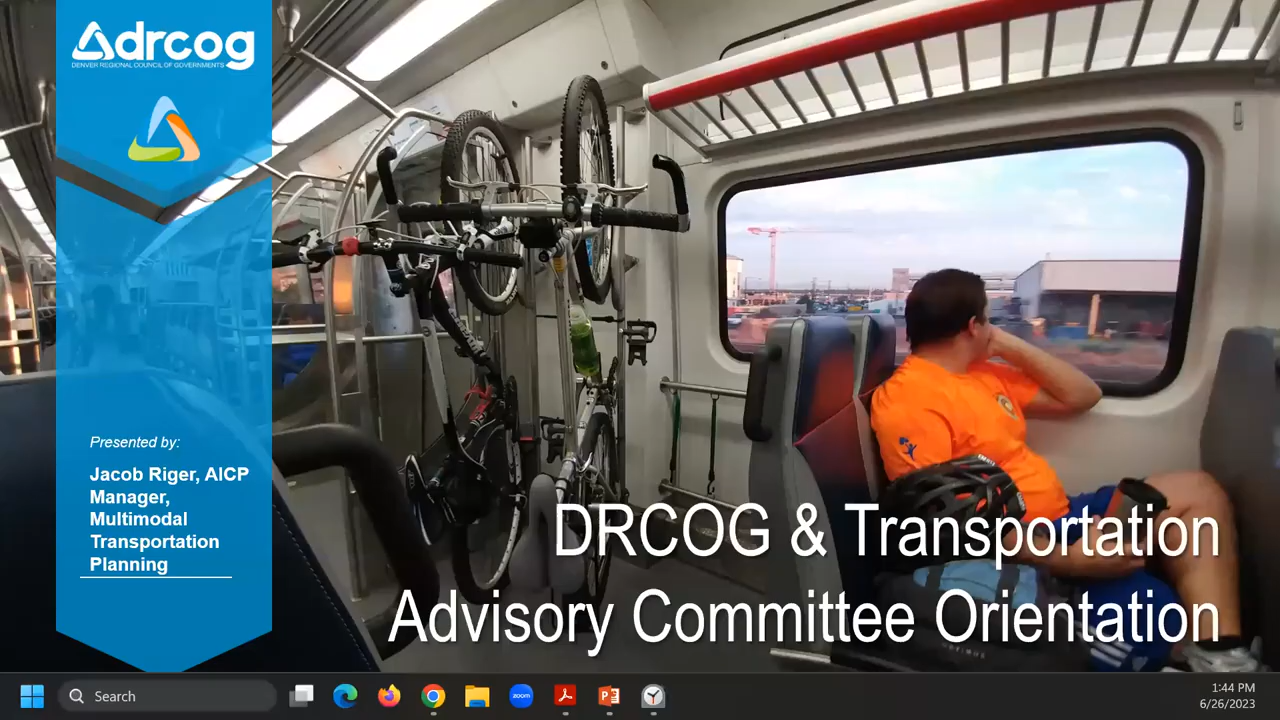 drcog
DENVER REGIONAL COUNCIL OF GOVERNMENTS
Presented by:
Jacob Riger, AICP
Manager,
Multimodal
Transportation
Planning
DRCOG & Transportation
Advisory Committee Orientation
Search
zoom
1:44 PM
6/26/2023